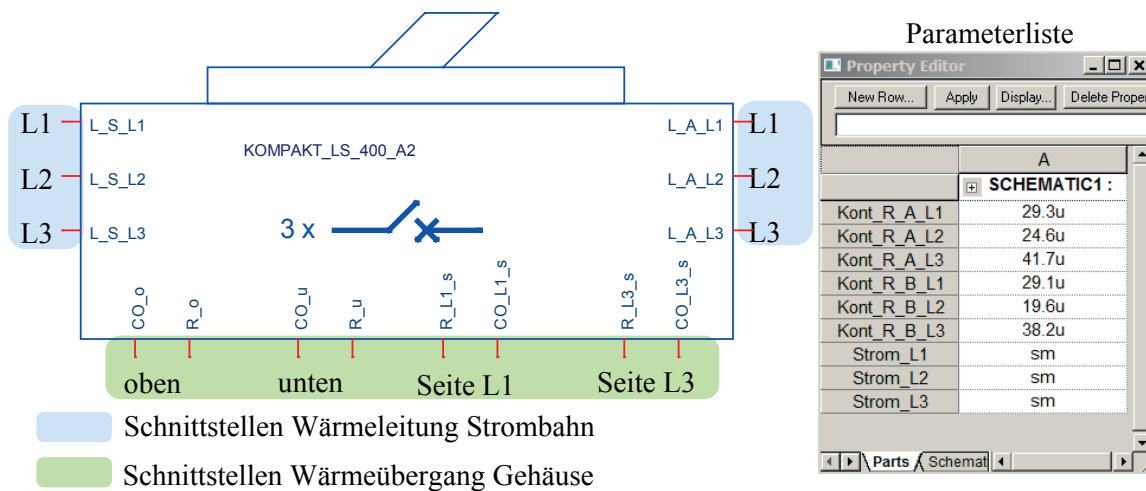 Parameterliste
Property Editor
New Row... Apply Display... Delete Proper
A
SCHEMATIC1 :
Kont_R_A_L1 29.3u
Kont_R_A_L2 24.6u
Kont_R_A_L3 41.7u
Kont_R_B_L1 29.1u
Kont_R_B_L2 19.6u
Kont_R_B_L3 38.2u
Strom_L1 sm
Strom_L2 sm
Strom_L3 sm
Parts Schemat
L1 L_S_L1 L_A_L1 L1
KOMPAKT_LS_400_A2
L2 L_S_L2 L_A_L2 L2
L3 L_S_L3 3 x L_A_L3 L3
CO_o R_o CO_u R_u R_L1_s CO_L1_s R_L3_s CO_L3_s
oben unten Seite L1 Seite L3
Schnittstellen Wärmeleitung Strombahn
Schnittstellen Wärmeübergang Gehäuse